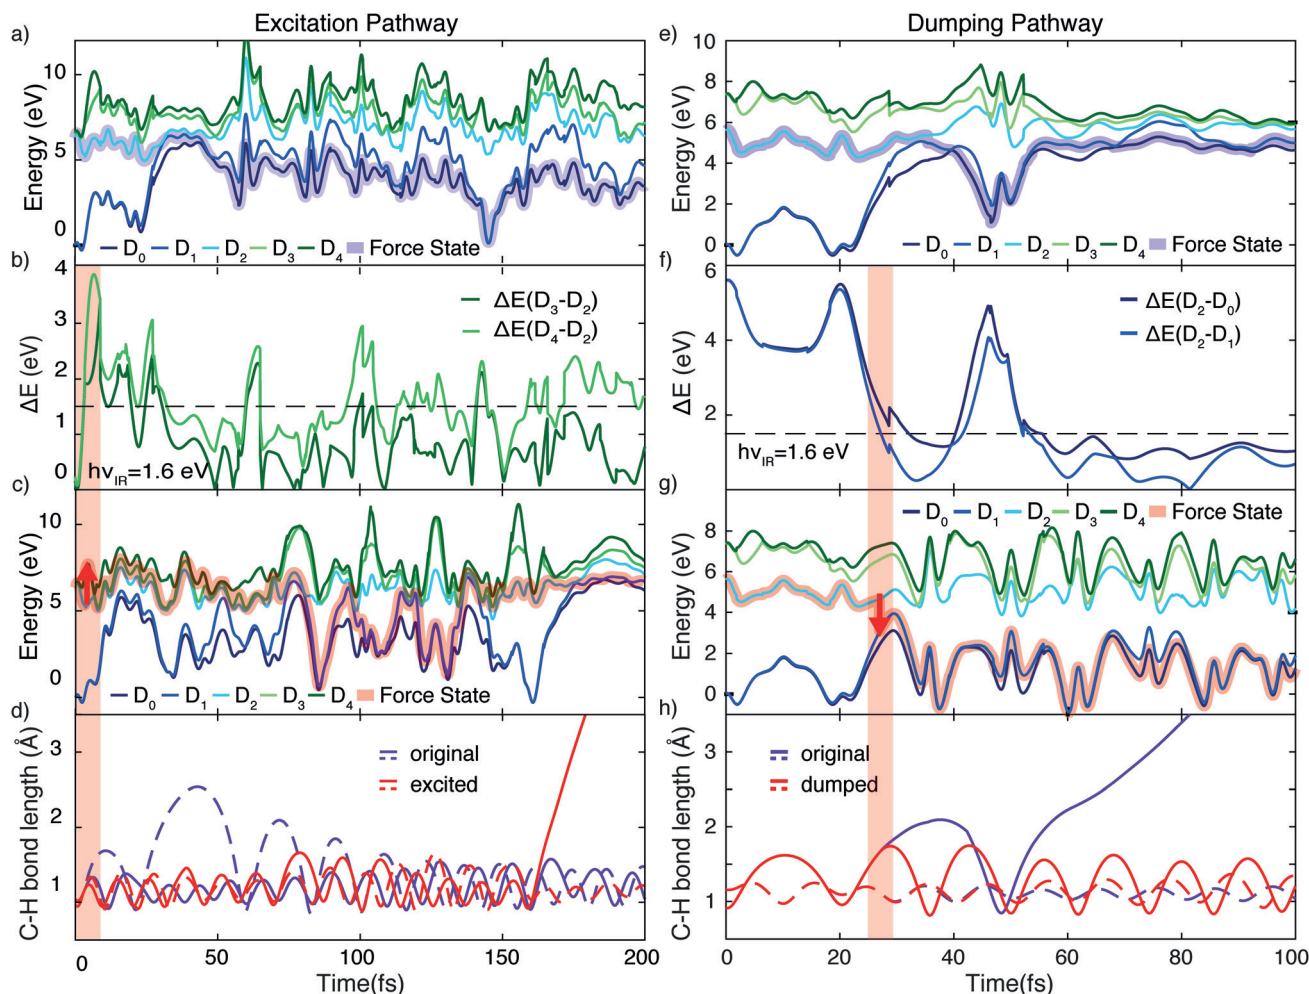 Excitation Pathway
Dumping Pathway
a)
10
5
0
Energy (eV)
D0 D1 D2 D3 D4 Force State
b)
4
3
2
1
0
ΔE (eV)
ΔE(D3-D2)
ΔE(D4-D2)
hνIR=1.6 eV
c)
10
5
0
Energy (eV)
D0 D1 D2 D3 D4 Force State
d)
3
2
1
C-H bond length (Å)
original
excited
0 50 100 150 200
Time(fs)
e)
10
8
6
4
2
0
Energy (eV)
D0 D1 D2 D3 D4 Force State
f)
6
4
2
ΔE (eV)
ΔE(D2-D0)
ΔE(D2-D1)
hνIR=1.6 eV
g)
8
6
4
2
0
Energy (eV)
D0 D1 D2 D3 D4 Force State
h)
3
2
1
C-H bond length (Å)
original
dumped
0 20 40 60 80 100
Time(fs)